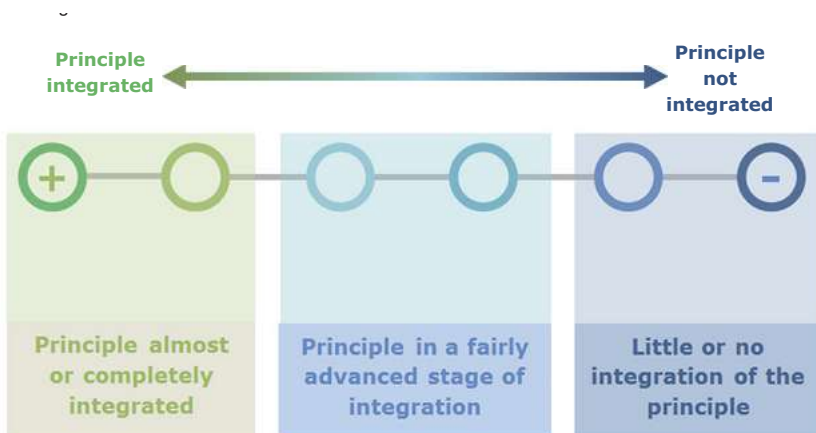 Principle
integrated
Principle
not
integrated
+
-
Principle almost
or completely
integrated
Principle in a fairly
advanced stage of
integration
Little or no
integration of the
principle